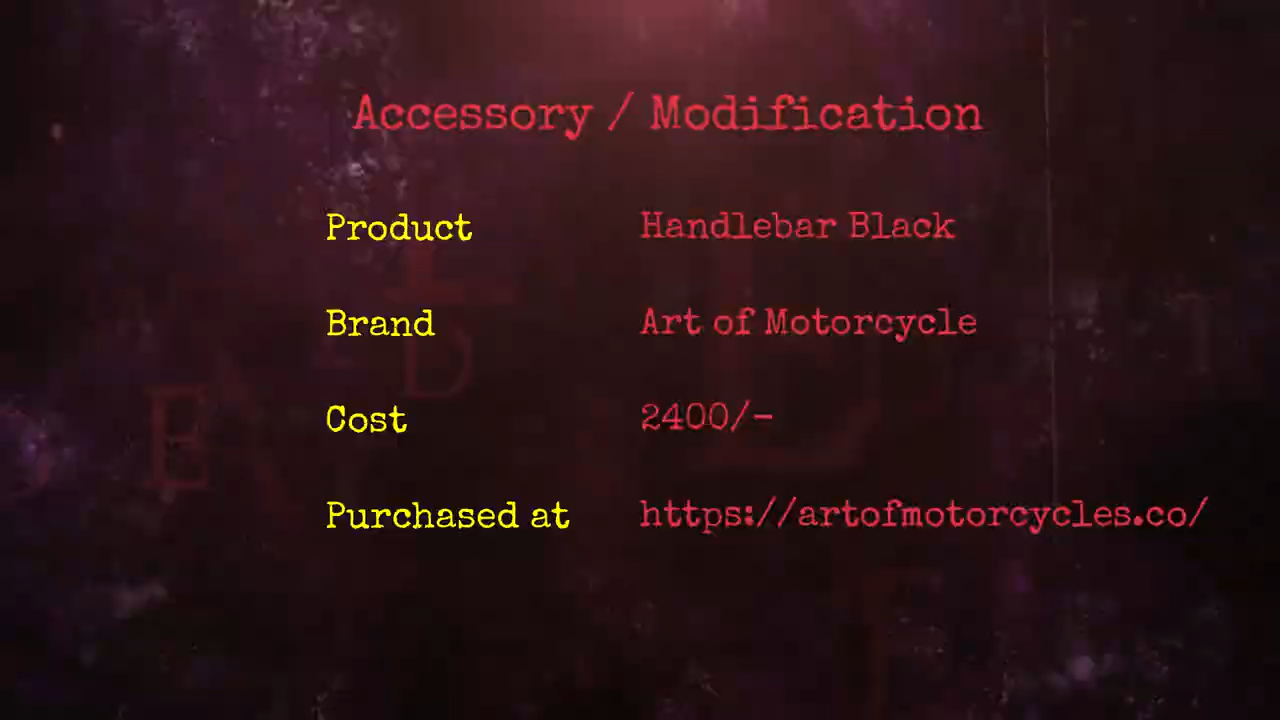 Accessory / Modification
Product Handlebar Black
Brand Art of Motorcycle
Cost 2400/-
Purchased at https://artofmotorcycles.co/